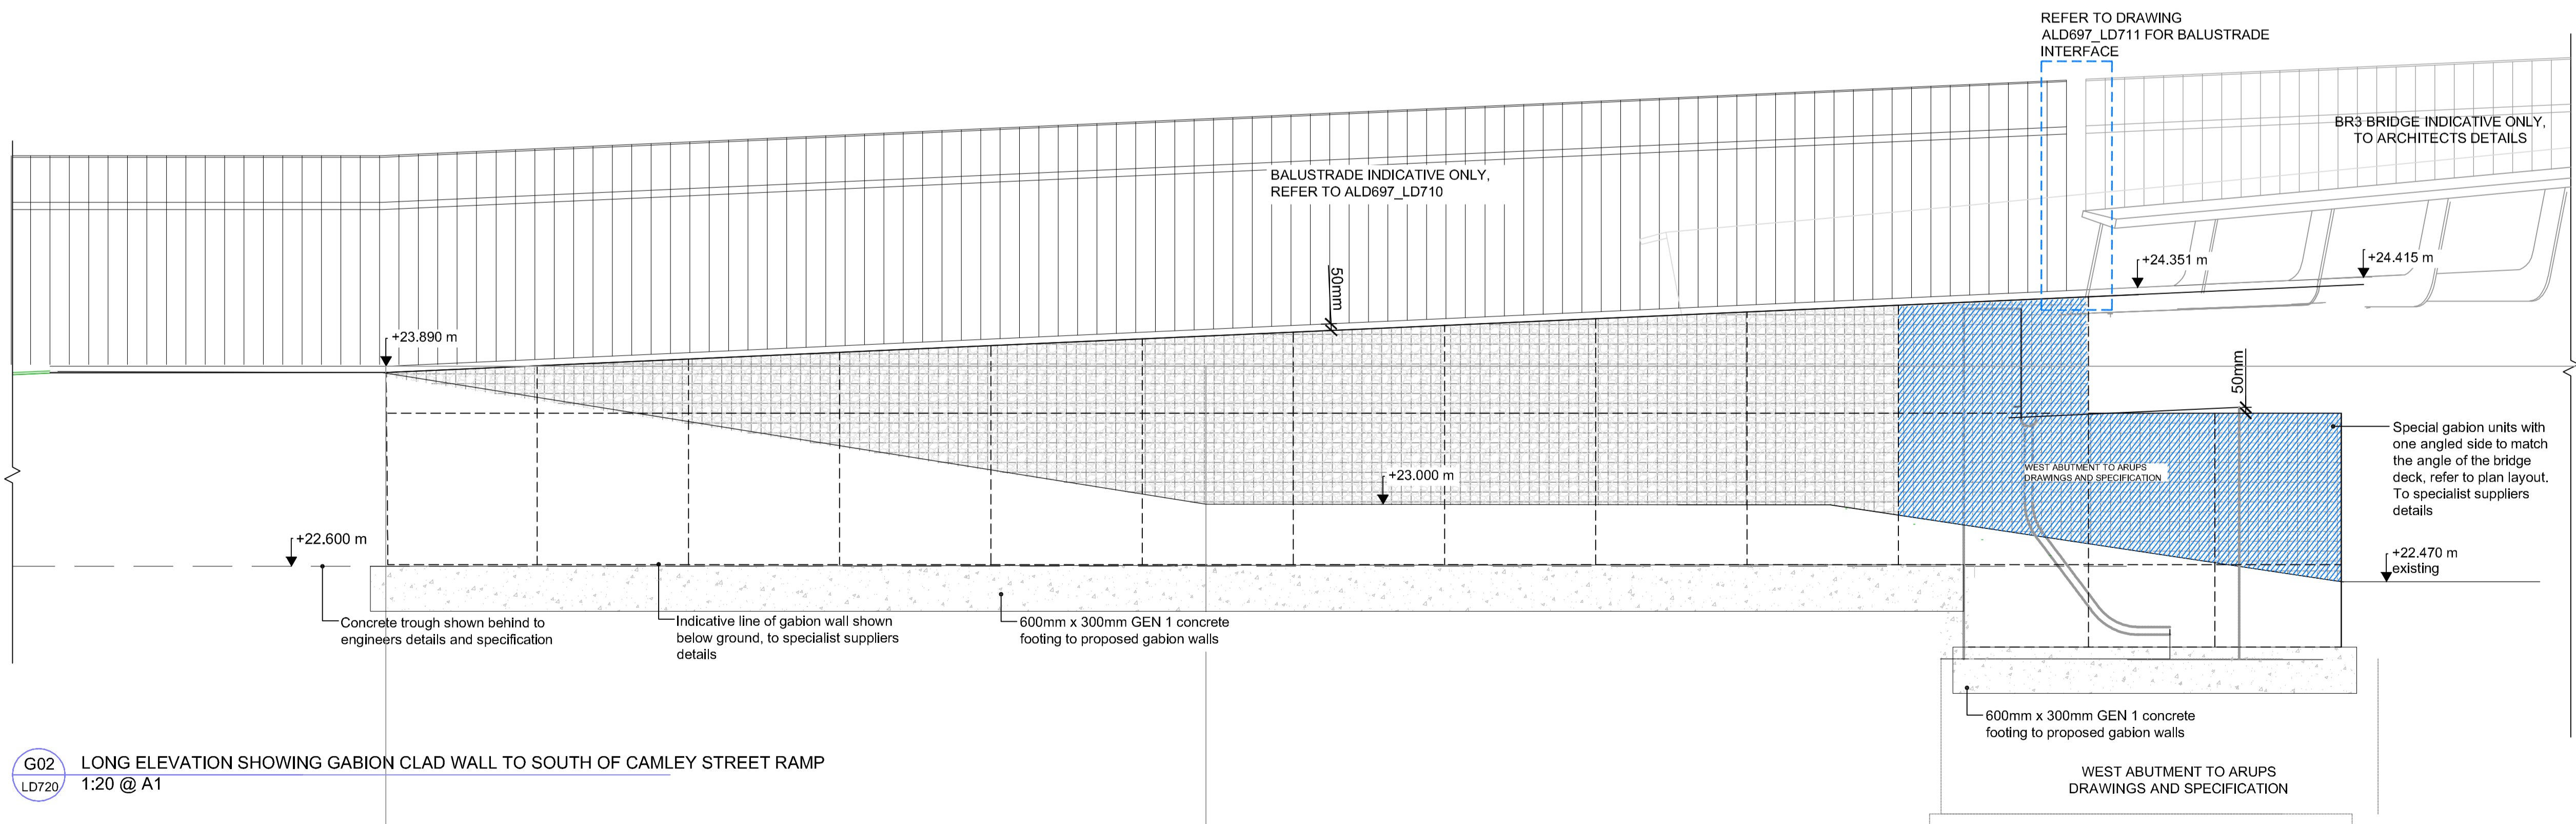 REFER TO DRAWING
ALD697_LD711 FOR BALUSTRADE
INTERFACE
BR3 BRIDGE INDICATIVE ONLY,
TO ARCHITECTS DETAILS
BALUSTRADE INDICATIVE ONLY,
REFER TO ALD697_LD710
50mm
+24.351 m
+24.415 m
+23.890 m
50mm
Special gabion units with
one angled side to match
the angle of the bridge
deck, refer to plan layout.
To specialist suppliers
details
WEST ABUTMENT TO ARUPS
DRAWINGS AND SPECIFICATION
+23.000 m
+22.600 m
+22.470 m
existing
Concrete trough shown behind to
engineers details and specification
Indicative line of gabion wall shown
below ground, to specialist suppliers
details
600mm x 300mm GEN 1 concrete
footing to proposed gabion walls
600mm x 300mm GEN 1 concrete
footing to proposed gabion walls
WEST ABUTMENT TO ARUPS
DRAWINGS AND SPECIFICATION
G02
LD720
LONG ELEVATION SHOWING GABION CLAD WALL TO SOUTH OF CAMLEY STREET RAMP
1:20 @ A1